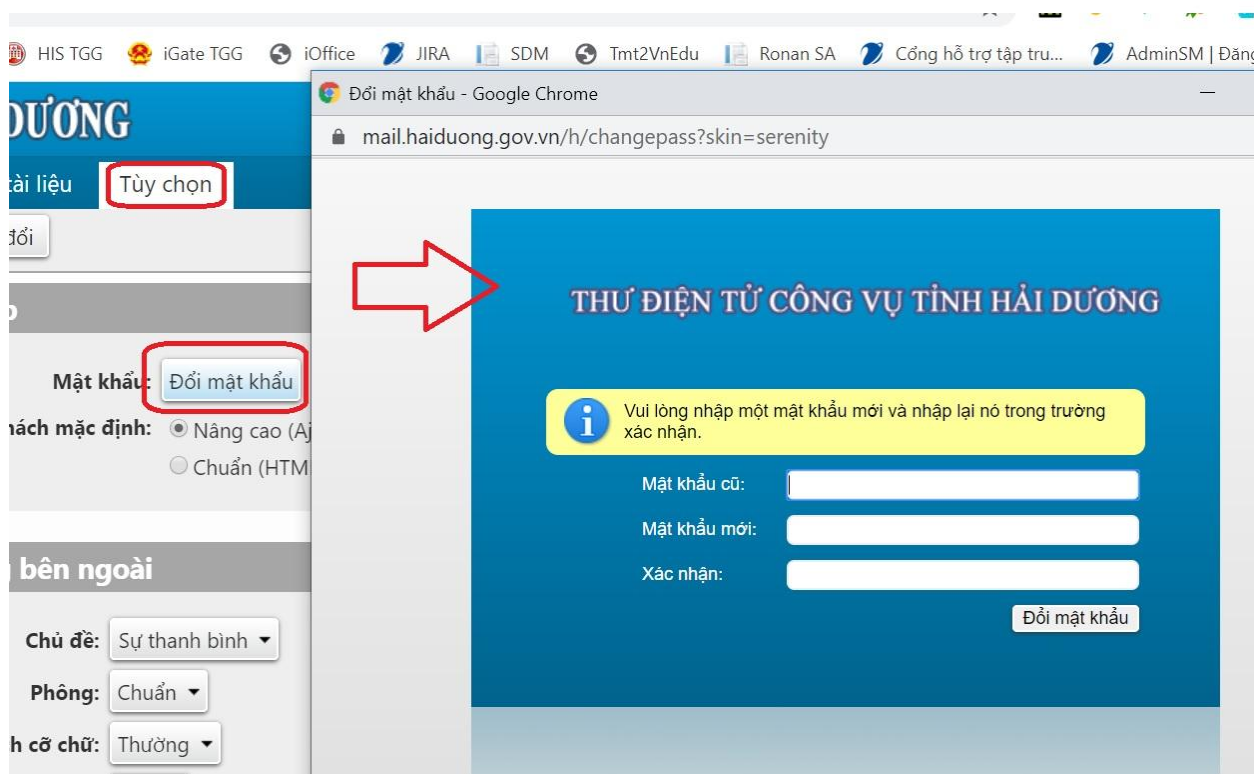 HIS TGG iGate TGG iOffice JIRA SDM Tmt2VnEdu Ronan SA Cổng hỗ trợ tập tru... AdminSM | Đăng
Đổi mật khẩu - Google Chrome
mail.haiduong.gov.vn/h/changepass?skin=serenity
DƯƠNG
tài liệu Tùy chọn
đổi
THƯ ĐIỆN TỬ CÔNG VỤ TỈNH HẢI DƯƠNG
Mật khẩu: Đổi mật khẩu
hách mặc định: Nâng cao (Aj
Chuẩn (HTM
Vui lòng nhập một mật khẩu mới và nhập lại nó trong trường
xác nhận.
Mật khẩu cũ:
Mật khẩu mới:
Xác nhận:
Đổi mật khẩu
bên ngoài
Chủ đề: Sự thanh bình
Phông: Chuẩn
h cỡ chữ: Thường